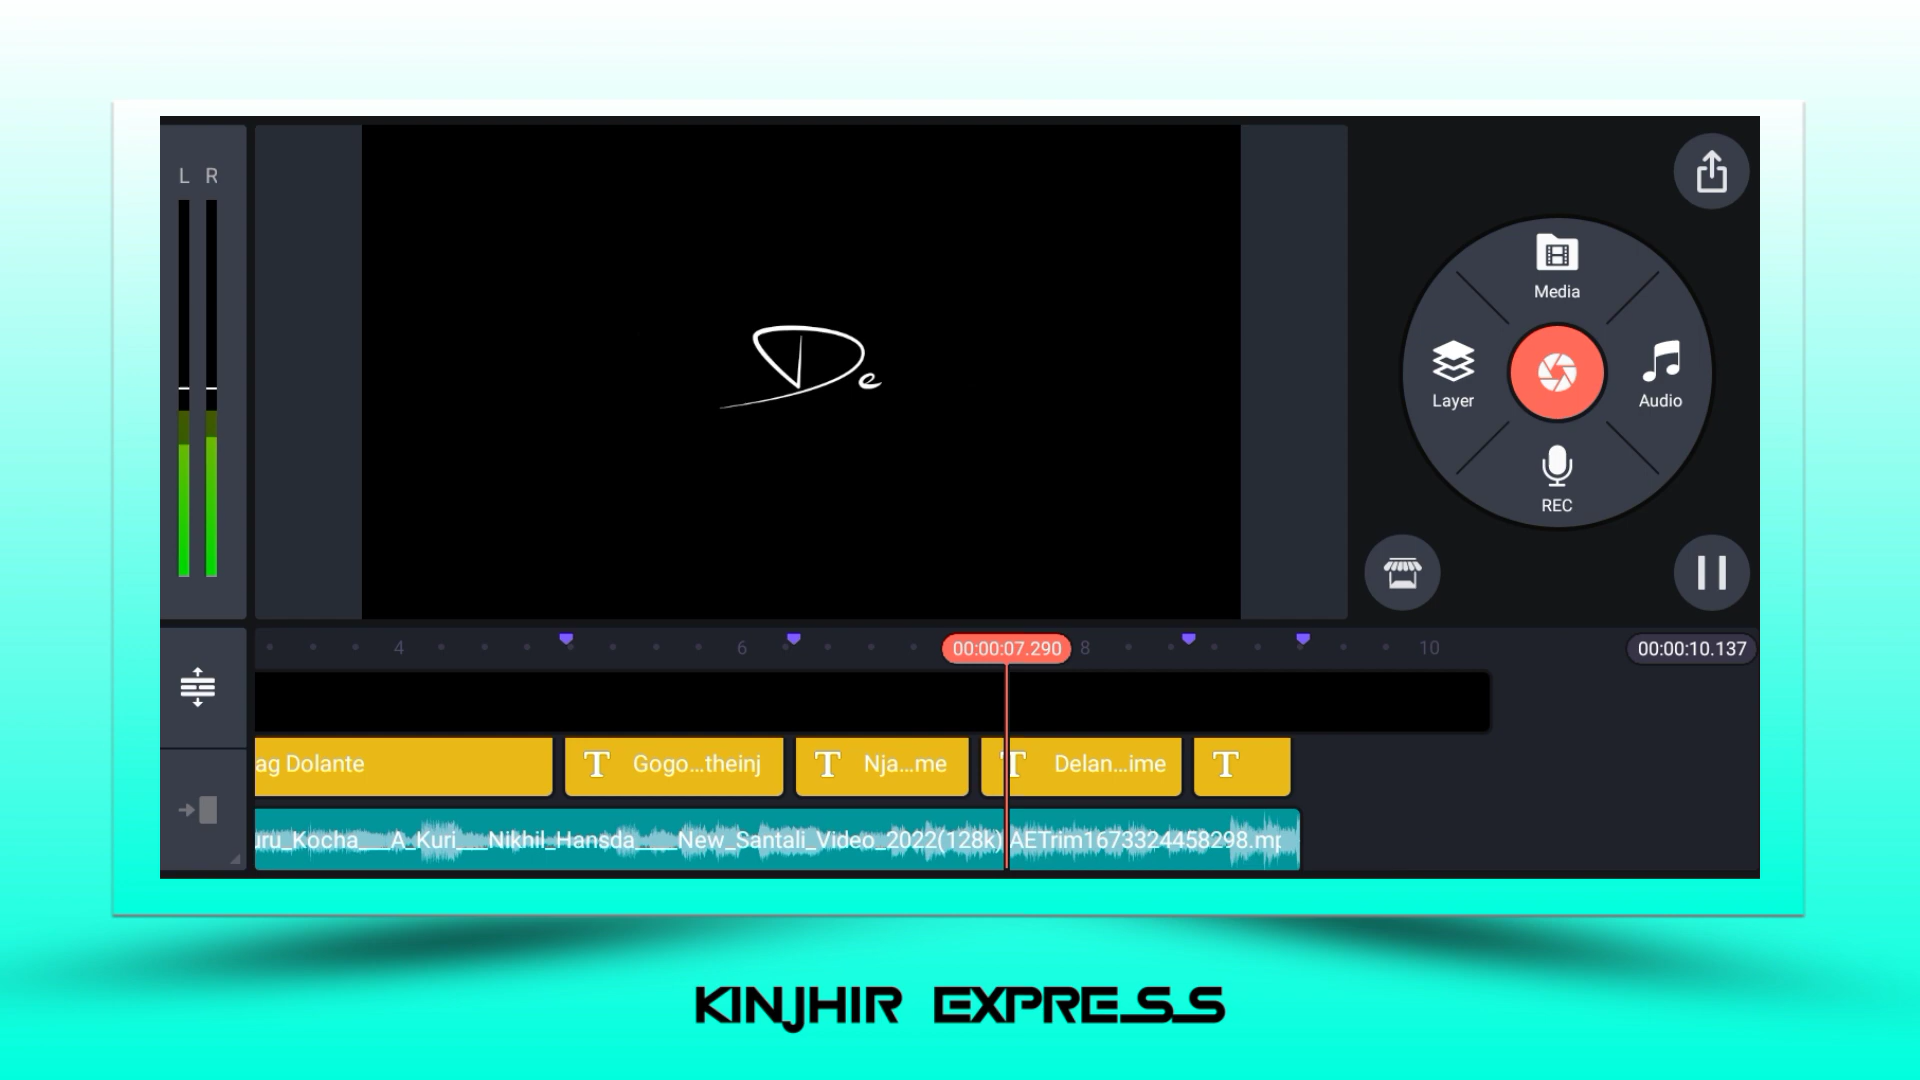 L R
De
Media
Layer
Audio
REC
4 6 00:00:07.290 8 10 00:00:10.137
ag Dolante T Gogo...theinj T Nja...me T Delan...ime T
uru_Kocha___A_Kuri___Nikhil_Hansda____New_Santali_Video_2022(128k) AETrim1673324458298.mp
KINJHIR EXPRESS